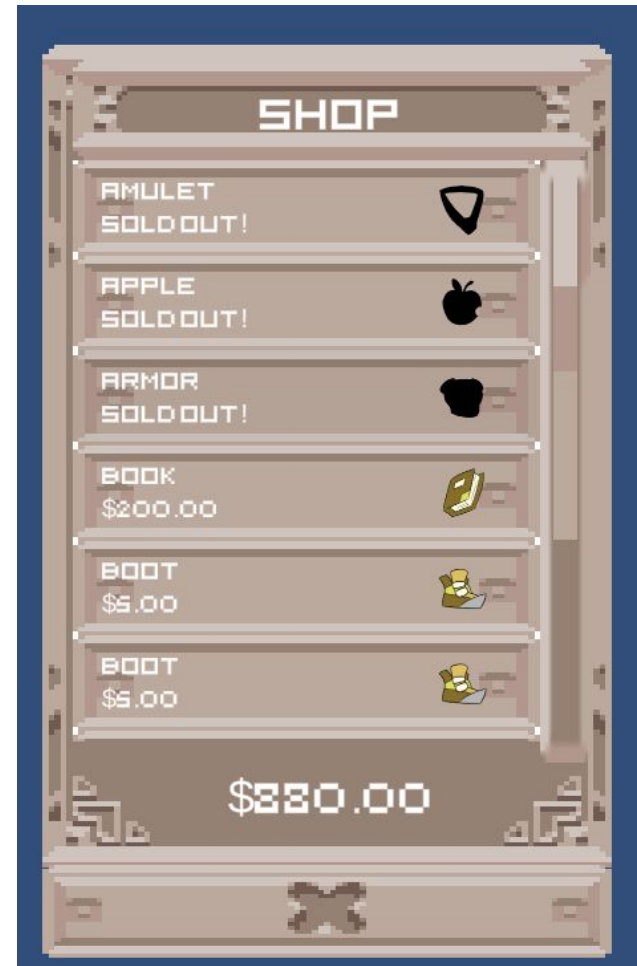 SHOP
AMULET
SOLD OUT!
APPLE
SOLD OUT!
ARMOR
SOLD OUT!
BOOK
$200.00
BOOT
$5.00
BOOT
$5.00
$880.00